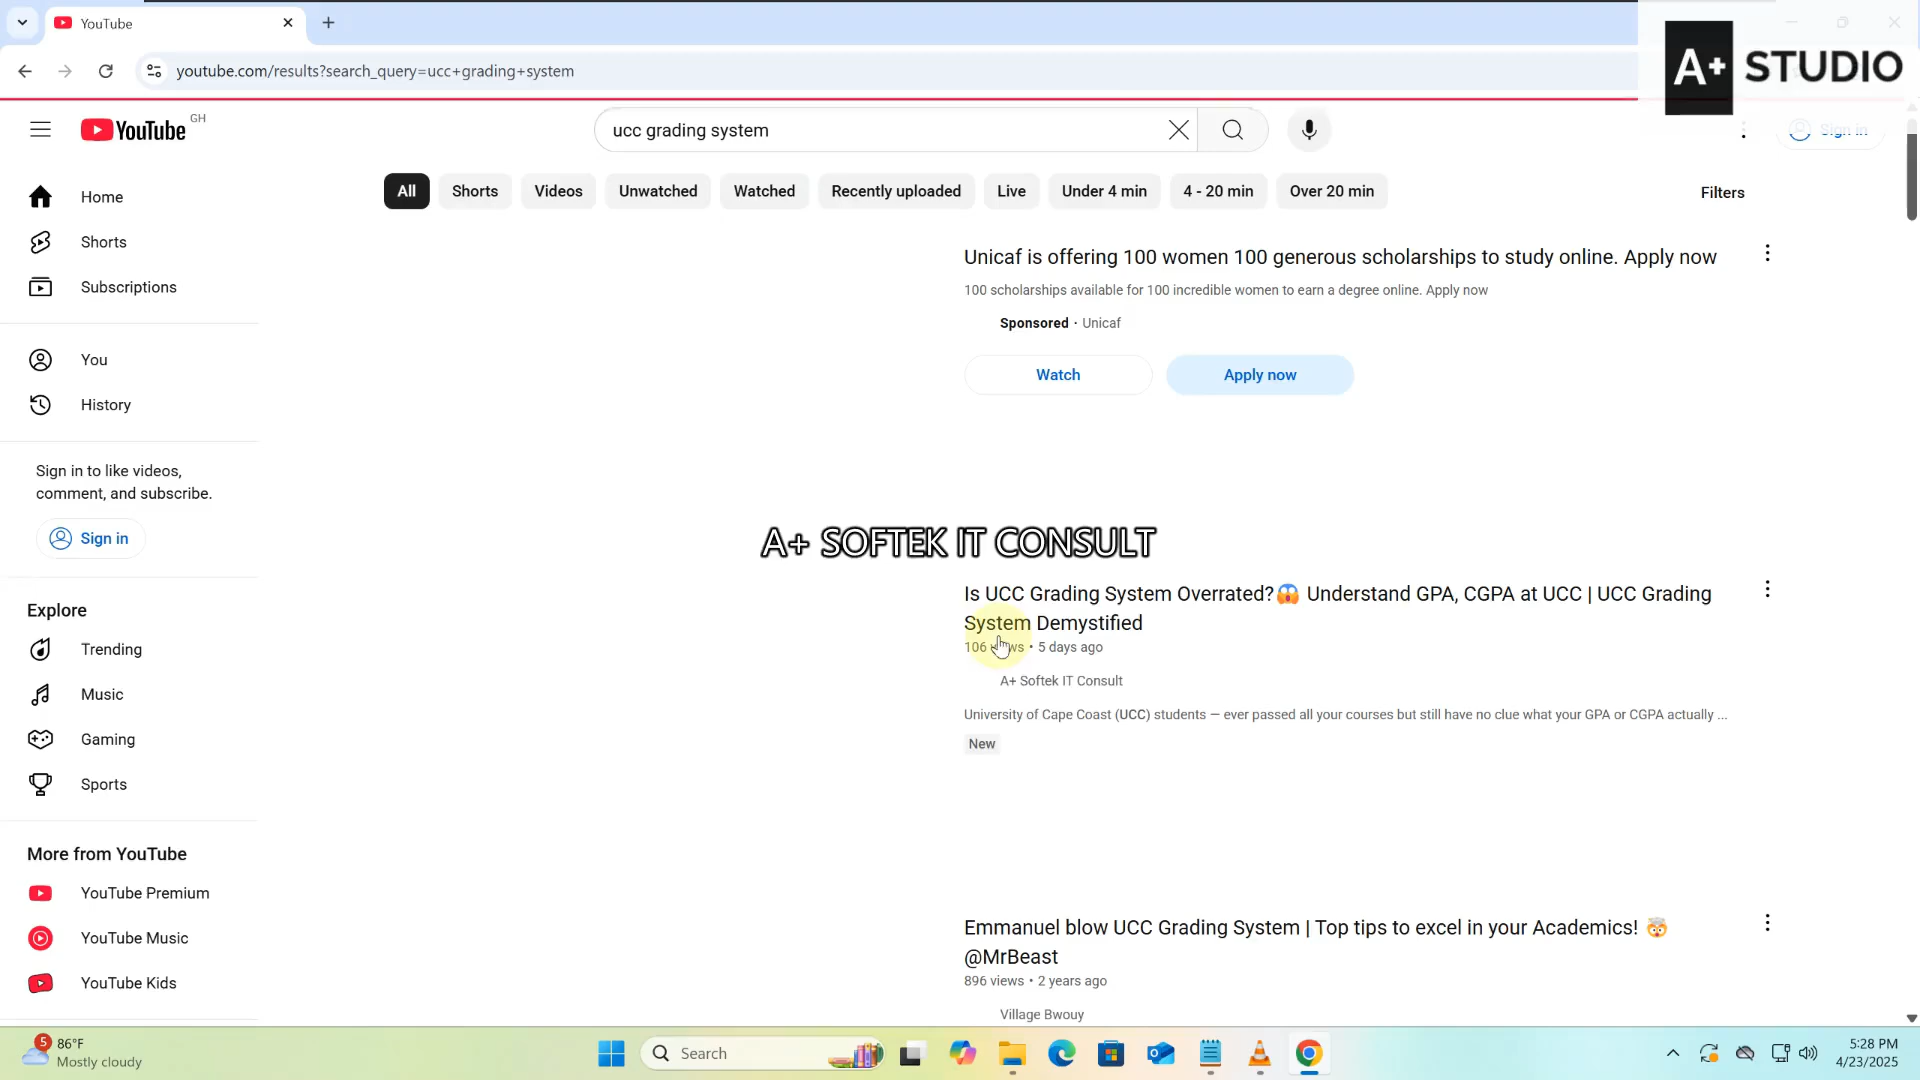 YouTube
youtube.com/results?search_query=ucc+grading+system
A+ STUDIO
YouTube GH
ucc grading system
Sign in
Home
Shorts
Subscriptions
You
History
Sign in to like videos,
comment, and subscribe.
Sign in
Explore
Trending
Music
Gaming
Sports
More from YouTube
YouTube Premium
YouTube Music
YouTube Kids
All Shorts Videos Unwatched Watched Recently uploaded Live Under 4 min 4 - 20 min Over 20 min Filters
Unicaf is offering 100 women 100 generous scholarships to study online. Apply now
100 scholarships available for 100 incredible women to earn a degree online. Apply now
Sponsored · Unicaf
Watch Apply now
A+ SOFTEK IT CONSULT
Is UCC Grading System Overrated?😱 Understand GPA, CGPA at UCC | UCC Grading
System Demystified
106 views • 5 days ago
A+ Softek IT Consult
University of Cape Coast (UCC) students — ever passed all your courses but still have no clue what your GPA or CGPA actually ...
New
Emmanuel blow UCC Grading System | Top tips to excel in your Academics! 🤯
@MrBeast
896 views • 2 years ago
Village Bwouy
5
86°F
Mostly cloudy
Search
5:28 PM
4/23/2025